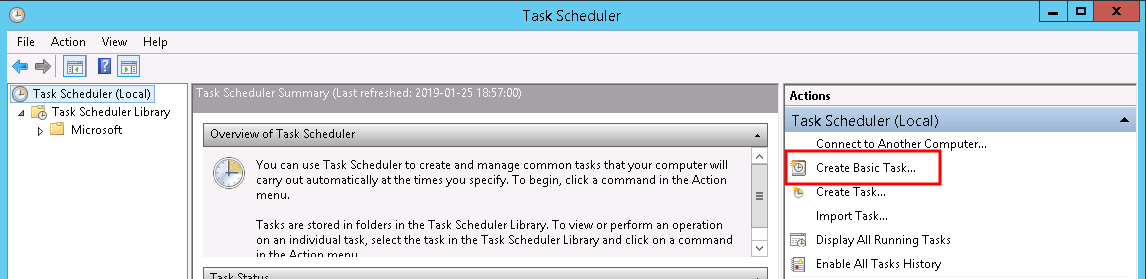 Task Scheduler
File Action View Help
Task Scheduler (Local)
Task Scheduler Library
Microsoft
Task Scheduler Summary (Last refreshed: 2019-01-25 18:57:00)
Overview of Task Scheduler
You can use Task Scheduler to create and manage common tasks that your computer will
carry out automatically at the times you specify. To begin, click a command in the Action
menu.
Tasks are stored in folders in the Task Scheduler Library. To view or perform an operation
on an individual task, select the task in the Task Scheduler Library and click on a command
in the Action menu.
Task Status
Actions
Task Scheduler (Local)
Connect to Another Computer...
Create Basic Task...
Create Task...
Import Task...
Display All Running Tasks
Enable All Tasks History